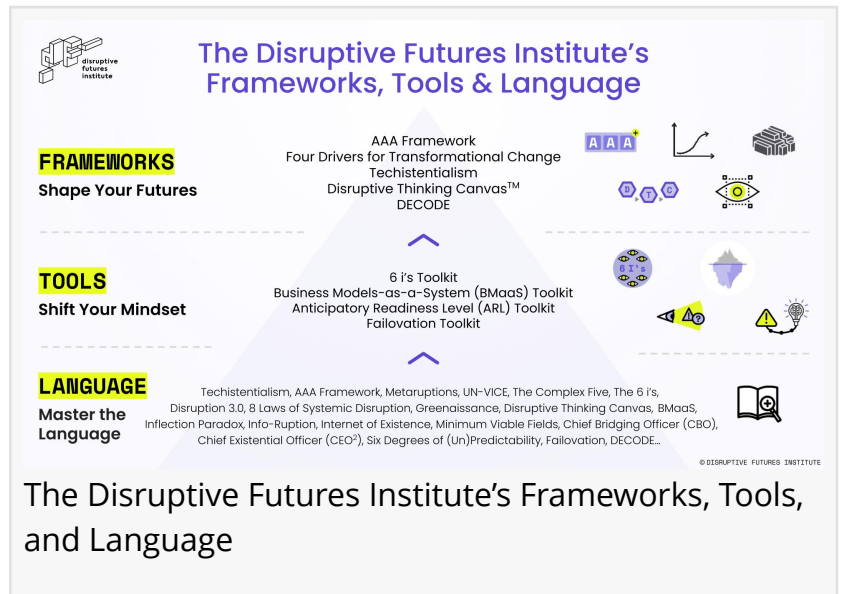 disruptive
futures
institute
The Disruptive Futures Institute's
Frameworks, Tools & Language
FRAMEWORKS
Shape Your Futures
AAA Framework
Four Drivers for Transformational Change
Techistentialism
Disruptive Thinking Canvas™
DECODE
A A A +
D T C
TOOLS
Shift Your Mindset
6 i's Toolkit
Business Models-as-a-System (BMaaS) Toolkit
Anticipatory Readiness Level (ARL) Toolkit
Failovation Toolkit
6 I's
LANGUAGE
Master the
Language
Techistentialism, AAA Framework, Metaruptions, UN-VICE, The Complex Five, The 6 i's,
Disruption 3.0, 8 Laws of Systemic Disruption, Greenaissance, Disruptive Thinking Canvas, BMaaS,
Inflection Paradox, Info-Ruption, Internet of Existence, Minimum Viable Fields, Chief Bridging Officer (CBO),
Chief Existential Officer (CEO²), Six Degrees of (Un)Predictability, Failovation, DECODE…
© DISRUPTIVE FUTURES INSTITUTE
The Disruptive Futures Institute's Frameworks, Tools,
and Language